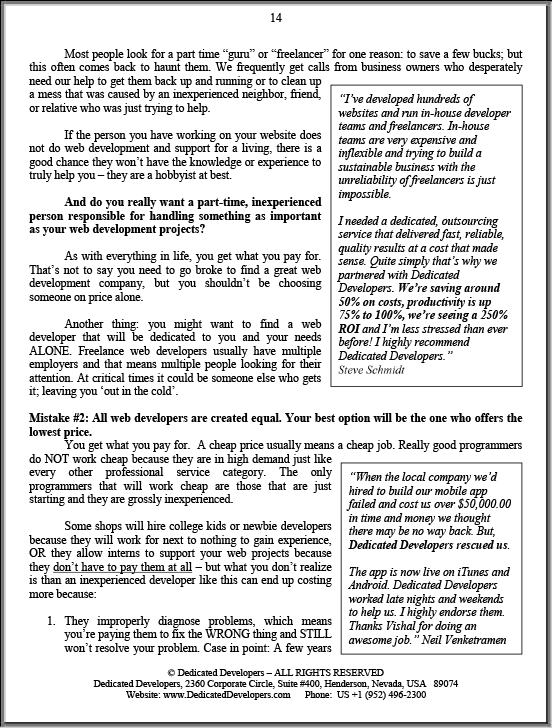 14
Most people look for a part time “guru” or “freelancer” for one reason: to save a few bucks; but
this often comes back to haunt them. We frequently get calls from business owners who desperately
need our help to get them back up and running or to clean up
a mess that was caused by an inexperienced neighbor, friend,
or relative who was just trying to help.
If the person you have working on your website does
not do web development and support for a living, there is a
good chance they won’t have the knowledge or experience to
truly help you – they are a hobbyist at best.
And do you really want a part-time, inexperienced
person responsible for handling something as important
as your web development projects?
As with everything in life, you get what you pay for.
That’s not to say you need to go broke to find a great web
development company, but you shouldn’t be choosing
someone on price alone.
Another thing: you might want to find a web
developer that will be dedicated to you and your needs
ALONE. Freelance web developers usually have multiple
employers and that means multiple people looking for their
attention. At critical times it could be someone else who gets
it; leaving you ‘out in the cold’.
“I’ve developed hundreds of
websites and run in-house developer
teams and freelancers. In-house
teams are very expensive and
inflexible and trying to build a
sustainable business with the
unreliability of freelancers is just
impossible.
I needed a dedicated, outsourcing
service that delivered fast, reliable,
quality results at a cost that made
sense. Quite simply that’s why we
partnered with Dedicated
Developers. We’re saving around
50% on costs, productivity is up
75% to 100%, we’re seeing a 250%
ROI and I’m less stressed than ever
before! I highly recommend
Dedicated Developers.”
Steve Schmidt
Mistake #2: All web developers are created equal. Your best option will be the one who offers the
lowest price.
You get what you pay for. A cheap price usually means a cheap job. Really good programmers
do NOT work cheap because they are in high demand just like
every other professional service category. The only
programmers that will work cheap are those that are just
starting and they are grossly inexperienced.
Some shops will hire college kids or newbie developers
because they will work for next to nothing to gain experience,
OR they allow interns to support your web projects because
they don’t have to pay them at all – but what you don’t realize
is than an inexperienced developer like this can end up costing
more because:
1. They improperly diagnose problems, which means
you’re paying them to fix the WRONG thing and STILL
won’t resolve your problem. Case in point: A few years
“When the local company we’d
hired to build our mobile app
failed and cost us over $50,000.00
in time and money we thought
there may be no way back. But,
Dedicated Developers rescued us.
The app is now live on iTunes and
Android. Dedicated Developers
worked late nights and weekends
to help us. I highly endorse them.
Thanks Vishal for doing an
awesome job.” Neil Venketramen
© Dedicated Developers – ALL RIGHTS RESERVED
Dedicated Developers, 2360 Corporate Circle, Suite #400, Henderson, Nevada, USA 89074
Website: www.DedicatedDevelopers.com Phone: US +1 (952) 496-2300